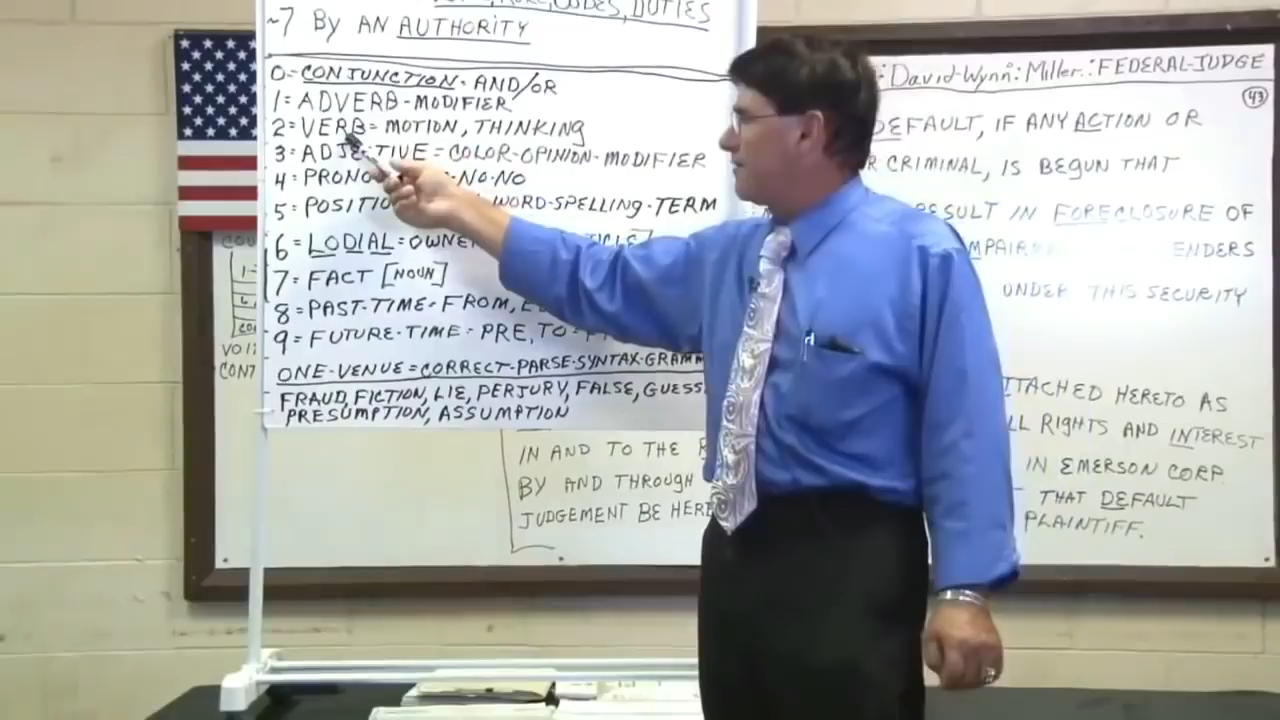 CODES, DUTIES
~7 BY AN AUTHORITY
0= CONJUNCTION - AND/OR
1= ADVERB-MODIFIER
2= VERB= MOTION, THINKING
3= ADJECTIVE = COLOR-OPINION-MODIFIER
4= PRONO NO-NO
5= POSITIO WORD-SPELLING-TERM
6= LODIAL = OWNE
7= FACT [NOUN]
8= PAST-TIME= FROM,
9= FUTURE-TIME= PRE, TO=
ONE-VENUE = CORRECT-PARSE-SYNTAX-GRAMM
FRAUD, FICTION, LIE, PERJURY, FALSE, GUESS
PRESUMPTION, ASSUMPTION
IN AND TO THE
BY AND THROUGH
JUDGEMENT BE HERE
: David-Wynn: Miller.: FEDERAL-JUDGE
43
DEFAULT, IF ANY ACTION OR
R CRIMINAL, IS BEGUN THAT
RESULT IN FORECLOSURE OF
MPAIR ENDERS
UNDER THIS SECURITY
TTACHED HERETO AS
LL RIGHTS AND INTEREST
IN EMERSON CORP.
THAT DEFAULT
PLAINTIFF.